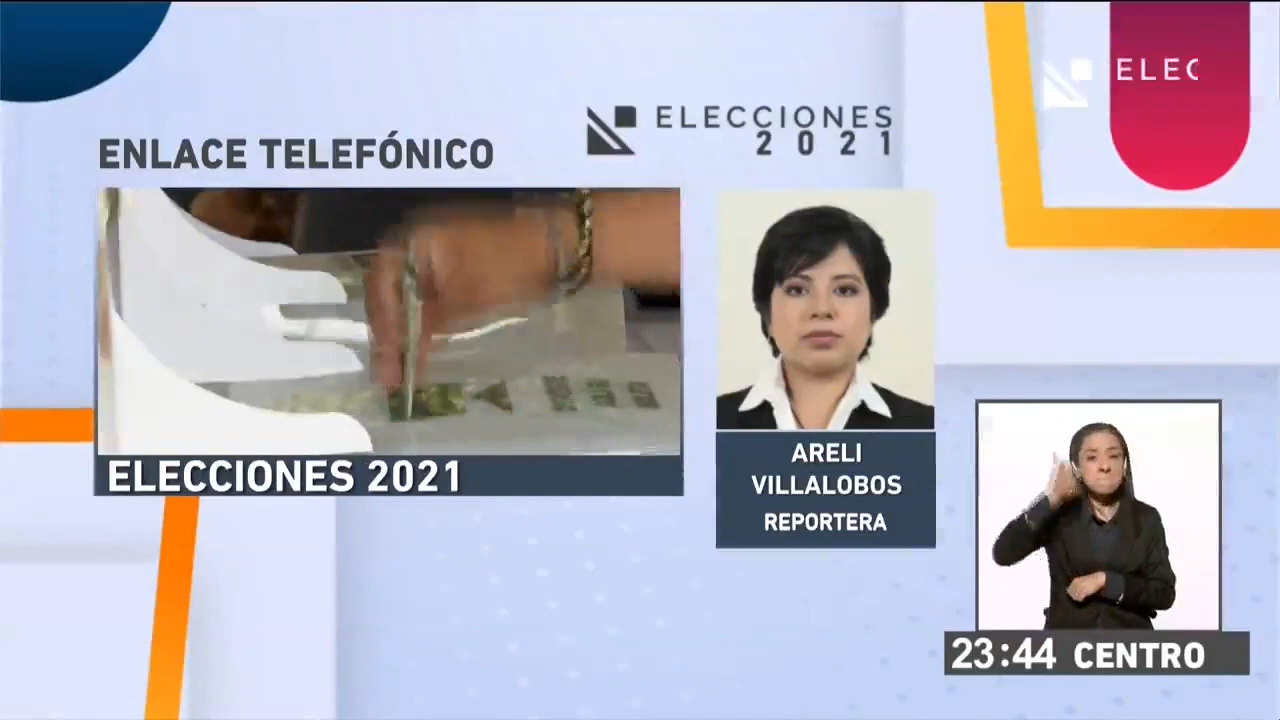 ELEC
ELECCIONES
2021
ENLACE TELEFÓNICO
ELECCIONES 2021
ARELI
VILLALOBOS
REPORTERA
23:44 CENTRO